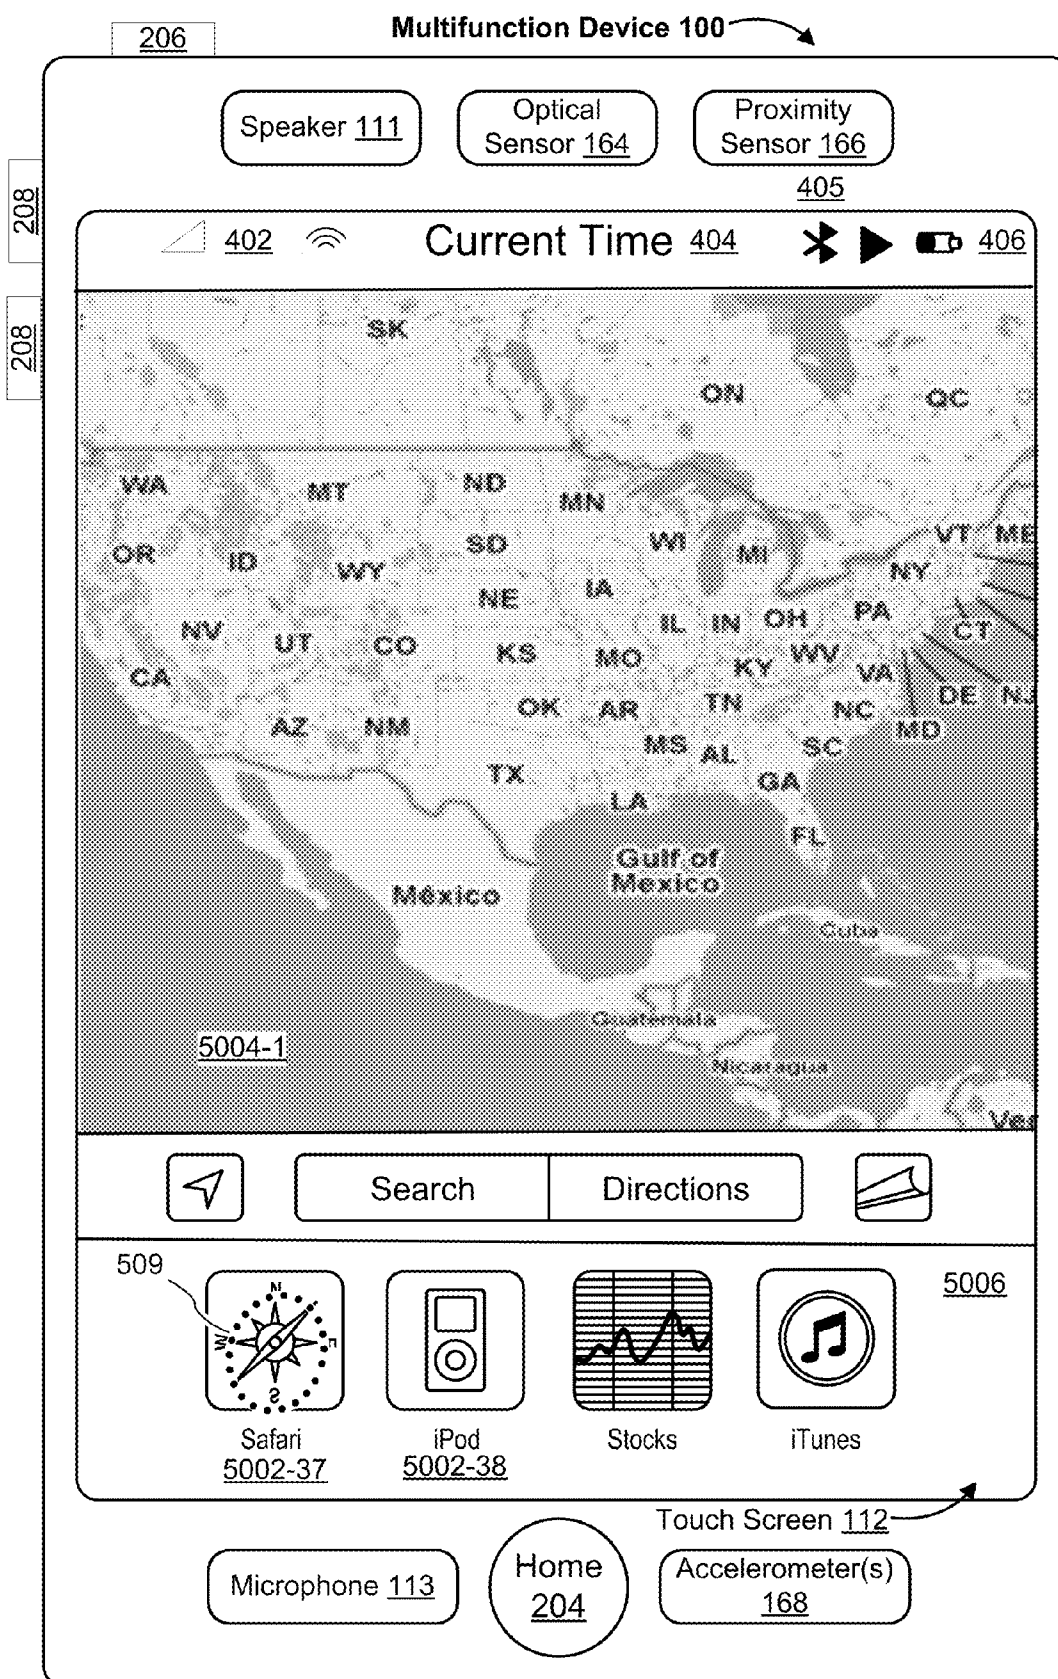 Multifunction Device 100
206
Speaker 111
Optical
Sensor 164
Proximity
Sensor 166
405
208
208
402
Current Time 404
406
SK
ON
QC
WA
MT
ND
MN
OR
ID
WY
SD
WI
MI
VT
ME
NY
NE
IA
NV
UT
CO
IL
IN
OH
PA
CT
CA
KS
MO
KY
WV
VA
DE
NJ
AZ
NM
OK
AR
TN
NC
MD
MS
AL
SC
TX
LA
GA
FL
Gulf of
Mexico
México
Cuba
Guatemala
Nicaragua
Ver
5004-1
Search
Directions
509
N
W
E
S
5006
Safari
5002-37
iPod
5002-38
Stocks
iTunes
Touch Screen 112
Microphone 113
Home
204
Accelerometer(s)
168